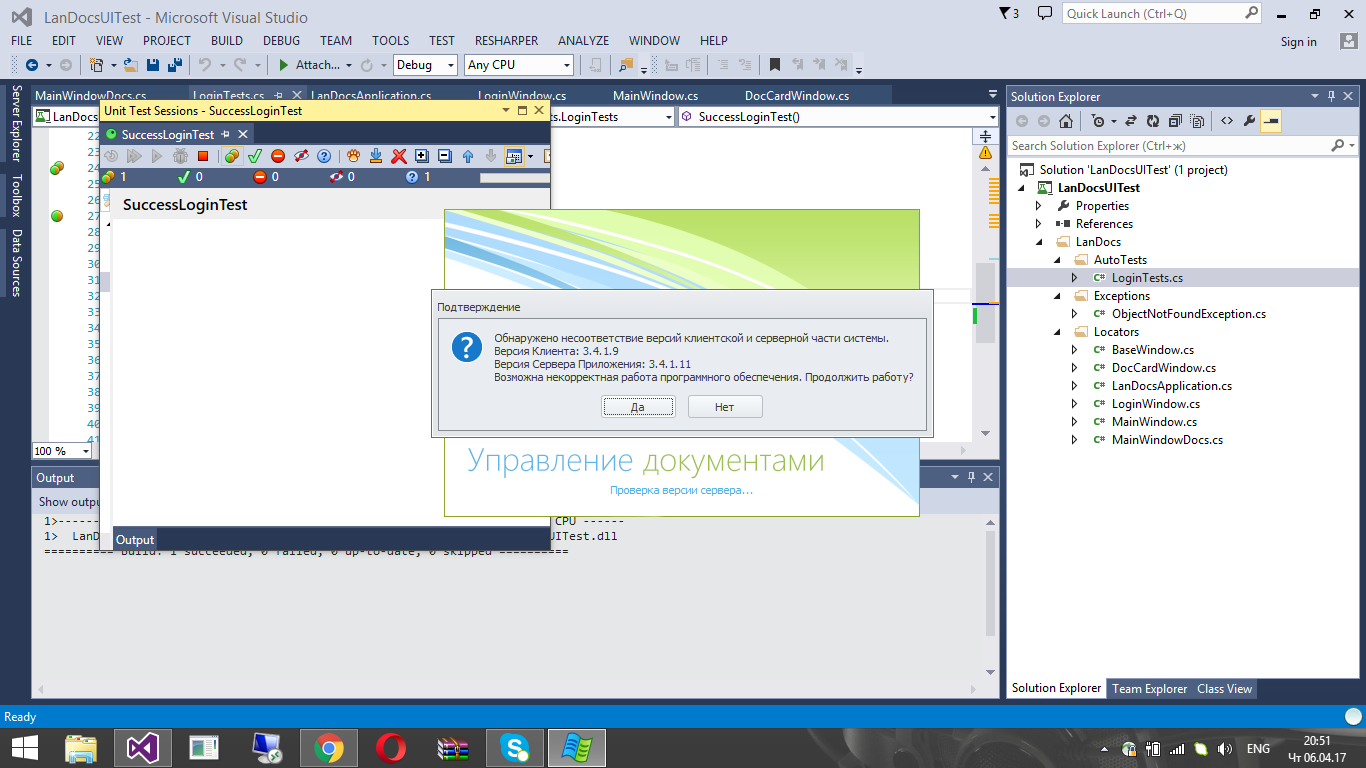 LanDocsUITest - Microsoft Visual Studio
3
Quick Launch (Ctrl+Q)
FILE EDIT VIEW PROJECT BUILD DEBUG TEAM TOOLS TEST RESHARPER ANALYZE WINDOW HELP
Sign in
Attach... Debug Any CPU
Server Explorer
Toolbox
Data Sources
MainWindowDocs.cs LoginTests.cs LanDocsApplication.cs LoginWindow.cs MainWindow.cs DocCardWindow.cs
LanDocs
s.LoginTests
SuccessLoginTest()
Unit Test Sessions - SuccessLoginTest
SuccessLoginTest
1 0 0 0 1
SuccessLoginTest
22
23
24
25
26
27
28
29
30
31
32
33
34
35
36
37
38
39
40
41
100 %
Подтверждение
Обнаружено несоответствие версий клиентской и серверной части системы.
Версия Клиента: 3.4.1.9
Версия Сервера Приложения: 3.4.1.11
Возможна некорректная работа программного обеспечения. Продолжить работу?
Да
Нет
Управление документами
Проверка версии сервера...
Output
Output
Show outpu
1>------
CPU ------
1> LanD
UITest.dll
========== Build: 1 succeeded, 0 failed, 0 up-to-date, 0 skipped ==========
Solution Explorer
Search Solution Explorer (Ctrl+ж)
Solution 'LanDocsUITest' (1 project)
LanDocsUITest
Properties
References
LanDocs
AutoTests
LoginTests.cs
Exceptions
ObjectNotFoundException.cs
Locators
BaseWindow.cs
DocCardWindow.cs
LanDocsApplication.cs
LoginWindow.cs
MainWindow.cs
MainWindowDocs.cs
Solution Explorer Team Explorer Class View
Ready
ENG
20:51
Чт 06.04.17